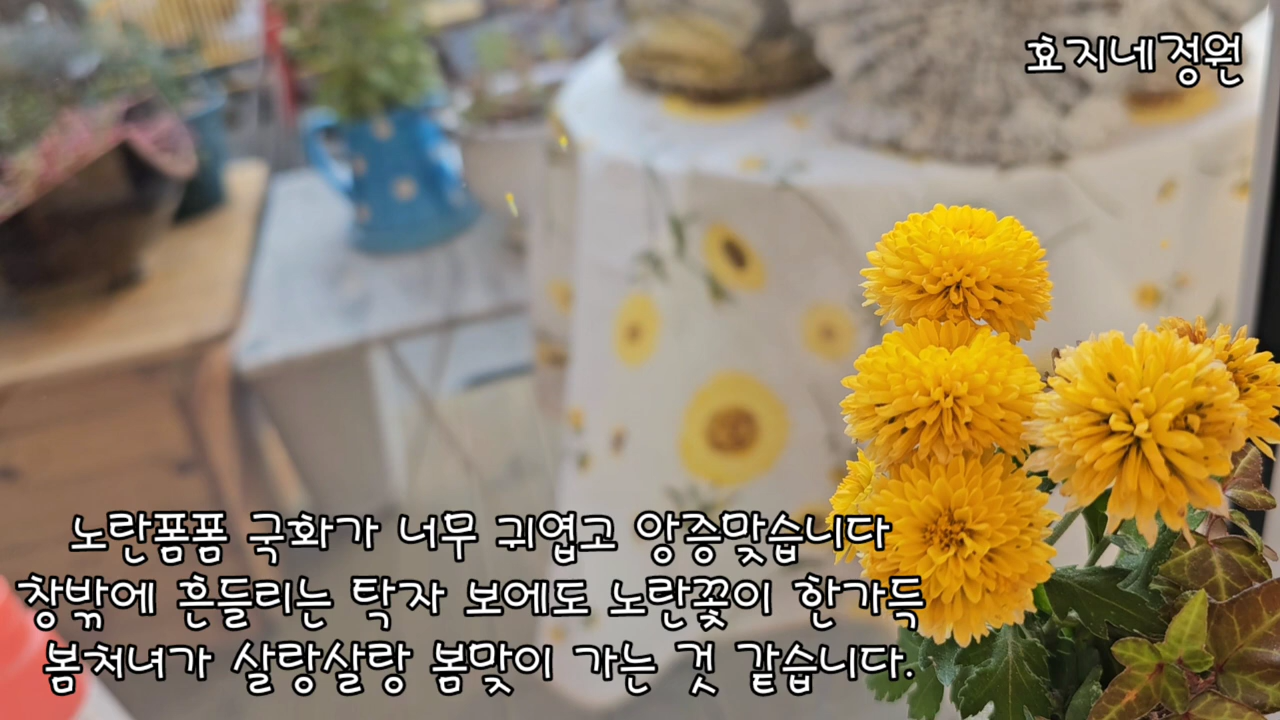 효지네정원
노란폼폼 국화가 너무 귀엽고 앙증맞습니다
창밖에 흔들리는 탁자 보에도 노란꽃이 한가득
봄처녀가 살랑살랑 봄맞이 가는 것 같습니다.